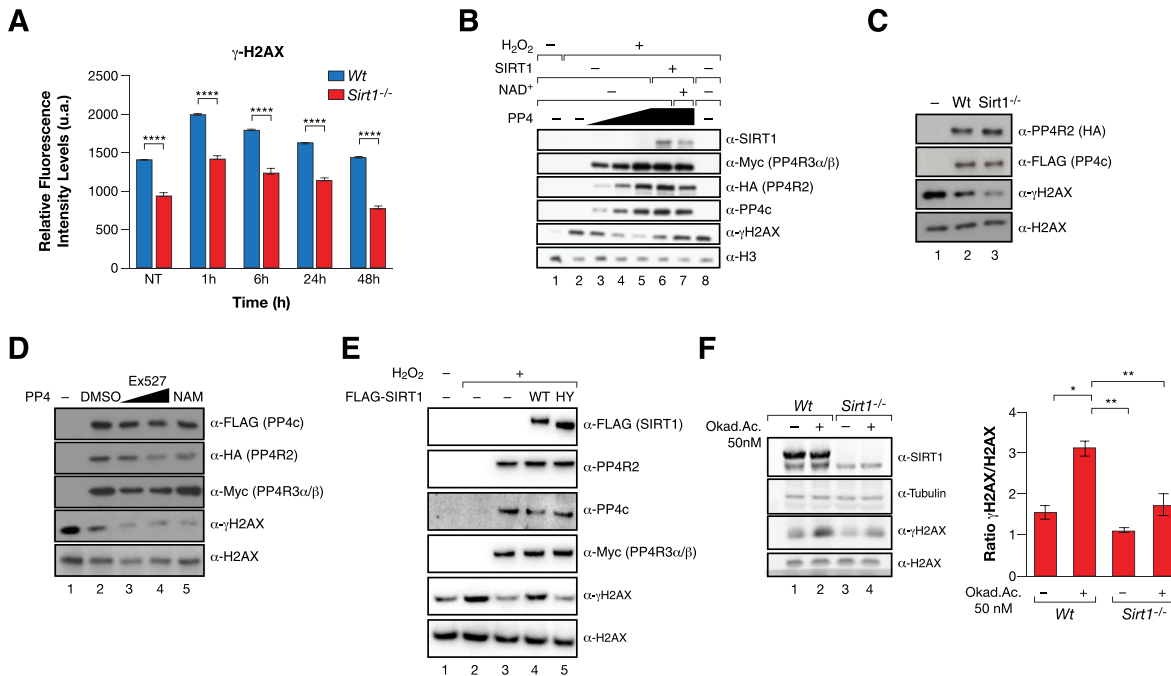 A
γ-H2AX
Wt
Sirt1-/-
Relative Fluorescence
Intensity Levels (u.a.)
2500
2000
1500
1000
500
0
**** **** **** **** ****
NT 1h 6h 24h 48h
Time (h)
B
H2O2 – +
SIRT1 – + –
NAD+ – + –
PP4 – – –
α-SIRT1
α-Myc (PP4R3α/β)
α-HA (PP4R2)
α-PP4c
α-γH2AX
α-H3
1 2 3 4 5 6 7 8
C
– Wt Sirt1-/-
α-PP4R2 (HA)
α-FLAG (PP4c)
α-γH2AX
α-H2AX
1 2 3
D
Ex527
PP4 – DMSO NAM
α-FLAG (PP4c)
α-HA (PP4R2)
α-Myc (PP4R3α/β)
α-γH2AX
α-H2AX
1 2 3 4 5
E
H2O2 – +
FLAG-SIRT1 – – – WT HY
α-FLAG (SIRT1)
α-PP4R2
α-PP4c
α-Myc (PP4R3α/β)
α-γH2AX
α-H2AX
1 2 3 4 5
F
Wt Sirt1-/-
Okad.Ac. – + – +
50nM
α-SIRT1
α-Tubulin
α-γH2AX
α-H2AX
1 2 3 4
Ratio γH2AX/H2AX
4
3
2
1
0
* ** **
Okad.Ac. – + – +
50 nM
Wt Sirt1-/-